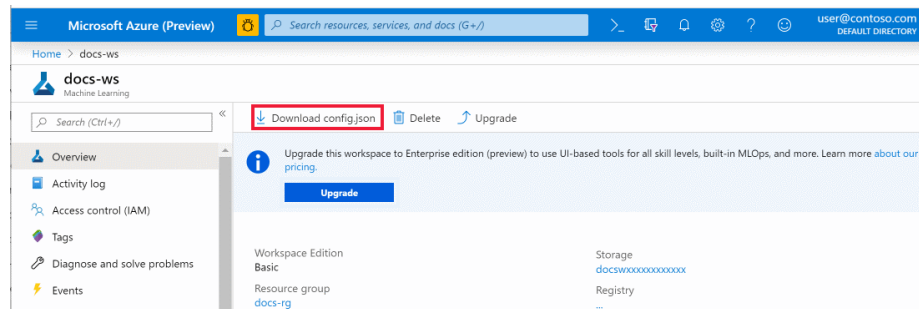 Microsoft Azure (Preview)
Search resources, services, and docs (G+/)
user@contoso.com
DEFAULT DIRECTORY
Home > docs-ws
docs-ws
Machine Learning
Search (Ctrl+/)
Download config.json
Delete
Upgrade
Overview
Activity log
Access control (IAM)
Tags
Diagnose and solve problems
Events
Upgrade this workspace to Enterprise edition (preview) to use UI-based tools for all skill levels, built-in MLOps, and more. Learn more about our
pricing.
Upgrade
Workspace Edition
Basic
Resource group
docs-rg
Storage
docswxxxxxxxxxxxx
Registry
...